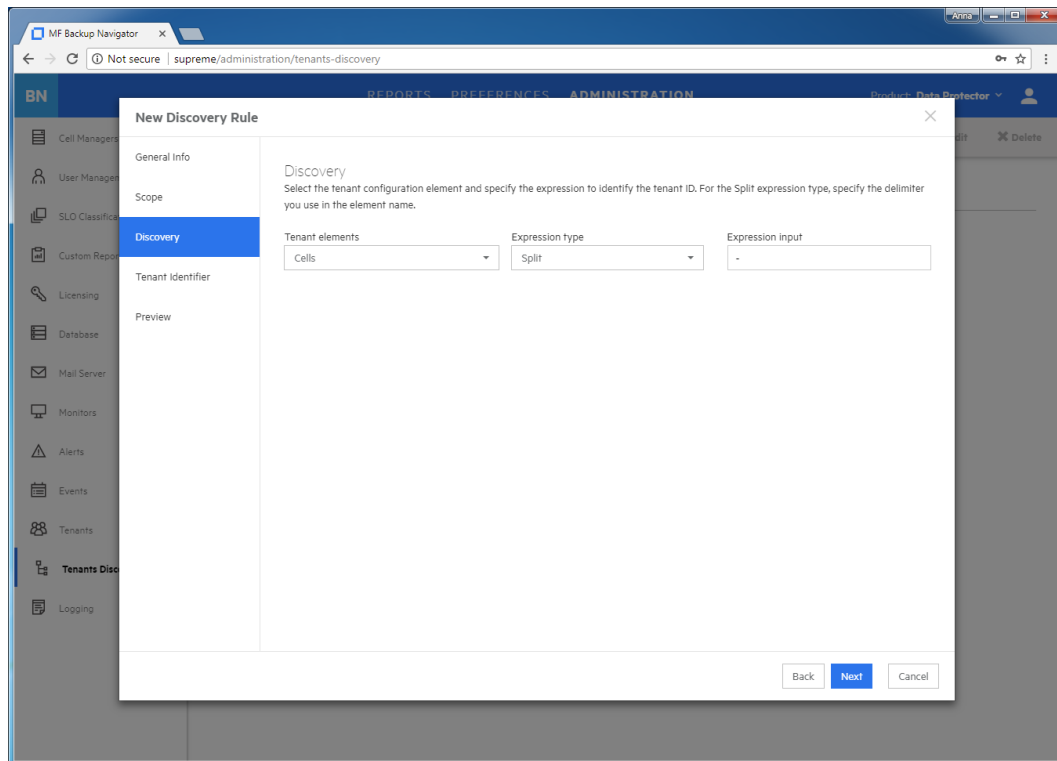 Anna
MF Backup Navigator
Not secure | supreme/administration/tenants-discovery
BN
REPORTS PREFERENCES ADMINISTRATION
Product: Data Protector
New Discovery Rule
Cell Managers
User Manage
SLO Classifica
Custom Repor
Licensing
Database
Mail Server
Monitors
Alerts
Events
Tenants
Tenants Disc
Logging
dit
Delete
General Info
Scope
Discovery
Tenant Identifier
Preview
Discovery
Select the tenant configuration element and specify the expression to identify the tenant ID. For the Split expression type, specify the delimiter
you use in the element name.
Tenant elements
Expression type
Expression input
Cells
Split
-
Back
Next
Cancel